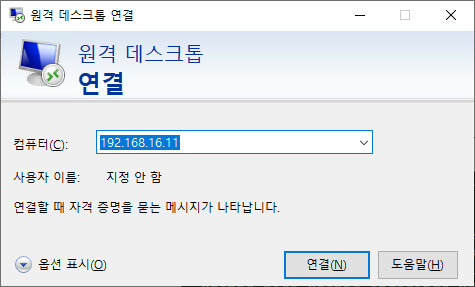 원격 데스크톱 연결
원격 데스크톱
연결
컴퓨터(C): 192.168.16.11
사용자 이름: 지정 안 함
연결할 때 자격 증명을 묻는 메시지가 나타납니다.
옵션 표시(O) 연결(N) 도움말(H)